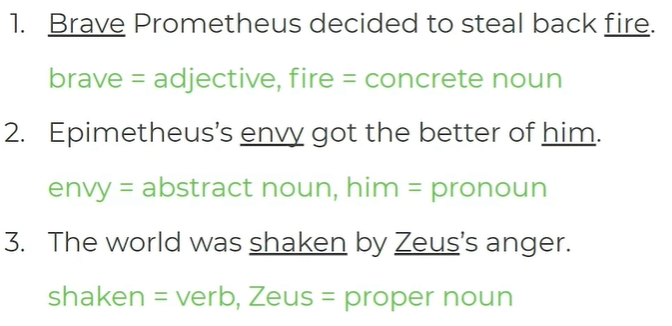 1. Brave Prometheus decided to steal back fire.
brave = adjective, fire = concrete noun
2. Epimetheus’s envy got the better of him.
envy = abstract noun, him = pronoun
3. The world was shaken by Zeus’s anger.
shaken = verb, Zeus = proper noun